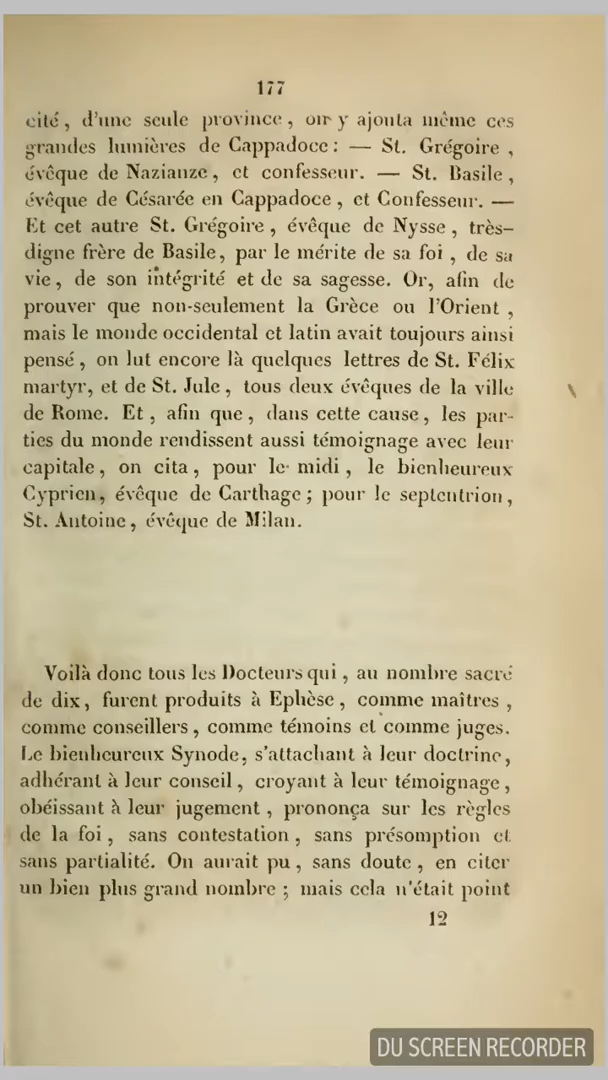 177
cité, d'une seule province, on y ajouta même ces
grandes lumières de Cappadoce : — St. Grégoire ,
évêque de Nazianze, et confesseur. — St. Basile ,
évêque de Césarée en Cappadoce, et Confesseur. —
Et cet autre St. Grégoire, évêque de Nysse, très-
digne frère de Basile, par le mérite de sa foi , de sa
vie, de son intégrité et de sa sagesse. Or, afin de
prouver que non-seulement la Grèce ou l'Orient ,
mais le monde occidental et latin avait toujours ainsi
pensé, on lut encore là quelques lettres de St. Félix
martyr, et de St. Jule, tous deux évêques de la ville
de Rome. Et, afin que, dans cette cause, les par-
ties du monde rendissent aussi témoignage avec leur
capitale, on cita, pour le midi, le bienheureux
Cyprien, évêque de Carthage ; pour le septentrion,
St. Antoine, évêque de Milan.
Voilà donc tous les Docteurs qui, au nombre sacré
de dix, furent produits à Ephèse, comme maîtres ,
comme conseillers, comme témoins et comme juges.
Le bienheureux Synode, s'attachant à leur doctrine,
adhérant à leur conseil, croyant à leur témoignage,
obéissant à leur jugement, prononça sur les règles
de la foi, sans contestation, sans présomption et
sans partialité. On aurait pu, sans doute, en citer
un bien plus grand nombre ; mais cela n'était point
12
DU SCREEN RECORDER